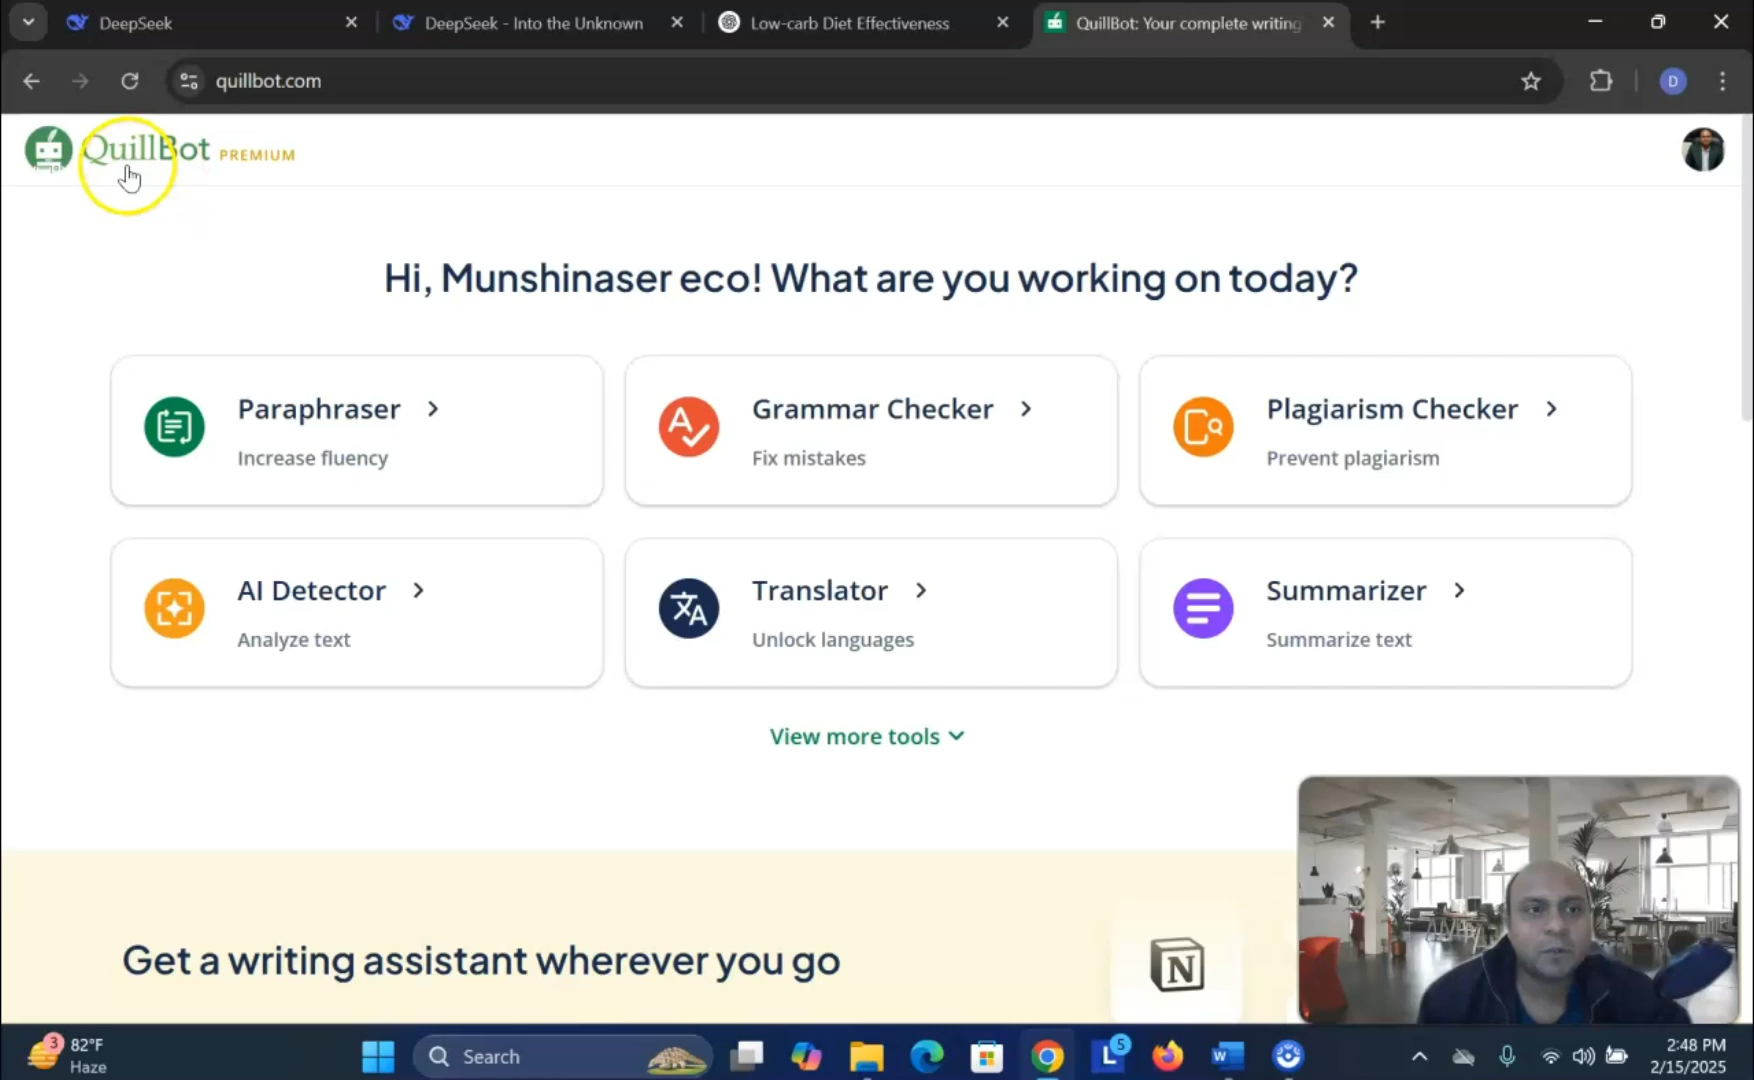 DeepSeek
DeepSeek - Into the Unknown
Low-carb Diet Effectiveness
QuillBot: Your complete writing
quillbot.com
D
QuillBot PREMIUM
Hi, Munshinaser eco! What are you working on today?
Paraphraser
Increase fluency
Grammar Checker
Fix mistakes
Plagiarism Checker
Prevent plagiarism
AI Detector
Analyze text
Translator
Unlock languages
Summarizer
Summarize text
View more tools
Get a writing assistant wherever you go
N
3
82°F
Haze
Search
L
5
W
2:48 PM
2/15/2025